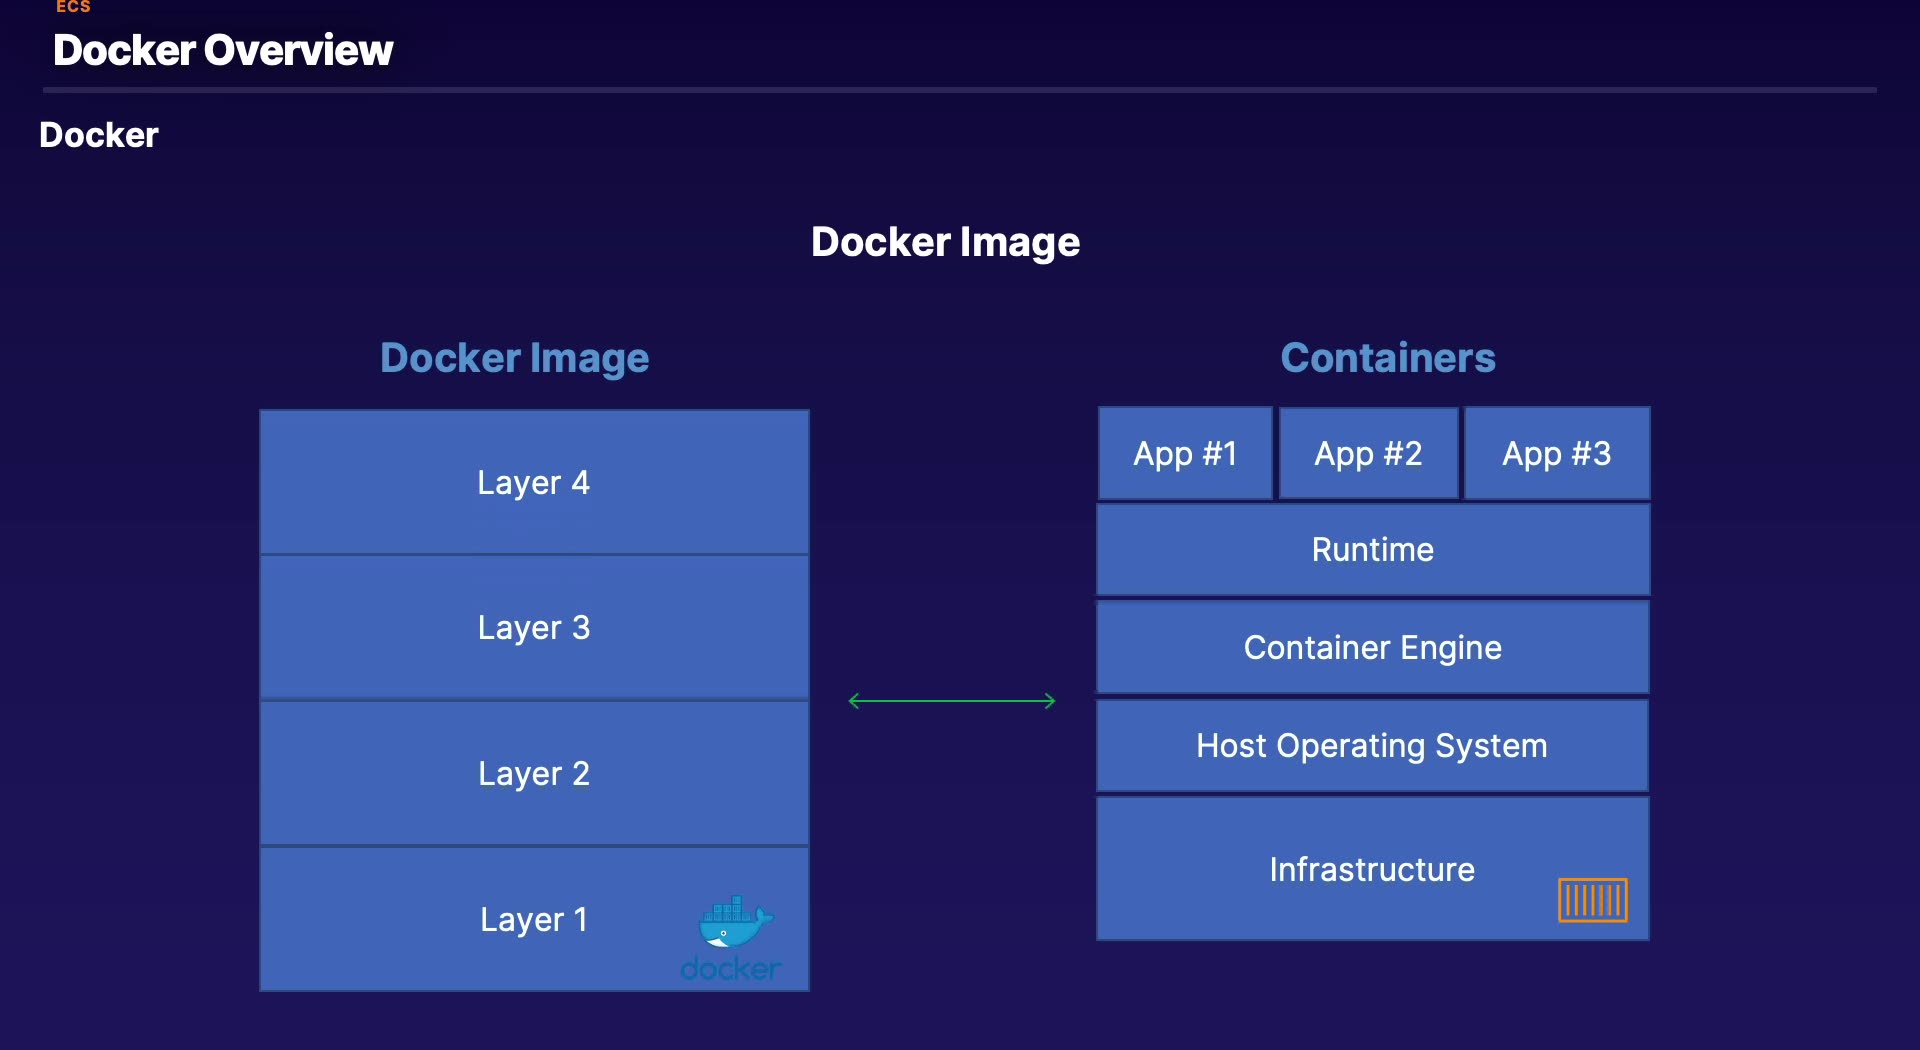 ECS
Docker Overview
Docker
Docker Image
Docker Image
Layer 4
Layer 3
Layer 2
Layer 1
docker
Containers
App #1
App #2
App #3
Runtime
Container Engine
Host Operating System
Infrastructure